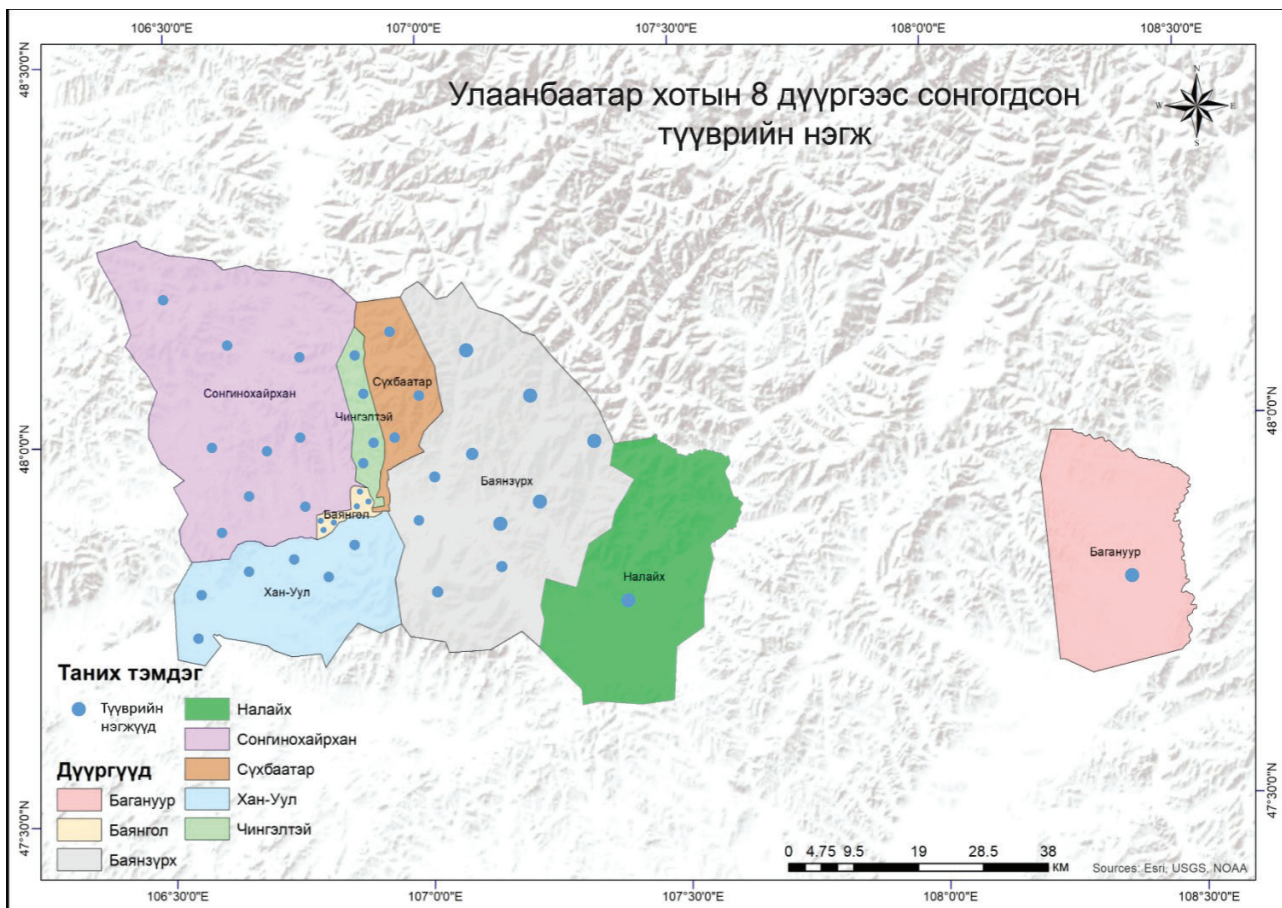 106°30'0"E 107°0'0"E 107°30'0"E 108°0'0"E 108°30'0"E
48°30'0"N
Улаанбаатар хотын 8 дүүргээс сонгогдсон
түүврийн нэгж
N
W E
S
Сүхбаатар
Сонгинохайрхан
Чингэлтэй
48°0'0"N
48°0'0"N
Баянзүрх
Баянгол
Багануур
Налайх
Хан-Уул
Таних тэмдэг
Түүврийн
нэгжүүд
Дүүргүүд
Багануур
Баянгол
Баянзүрх
Налайх
Сонгинохайрхан
Сүхбаатар
Хан-Уул
Чингэлтэй
47°30'0"N
47°30'0"N
0 4.75 9.5 19 28.5 38
КМ
Sources: Esri, USGS, NOAA
106°30'0"E 107°0'0"E 107°30'0"E 108°0'0"E 108°30'0"E